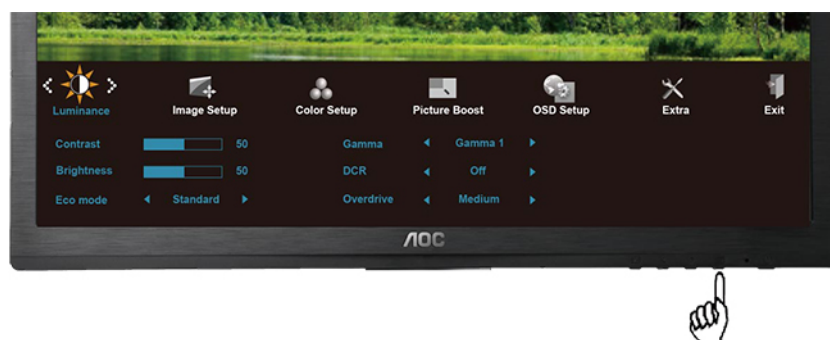 Luminance Image Setup Color Setup Picture Boost OSD Setup Extra Exit
Contrast 50 Gamma Gamma 1
Brightness 50 DCR Off
Eco mode Standard Overdrive Medium
AOC